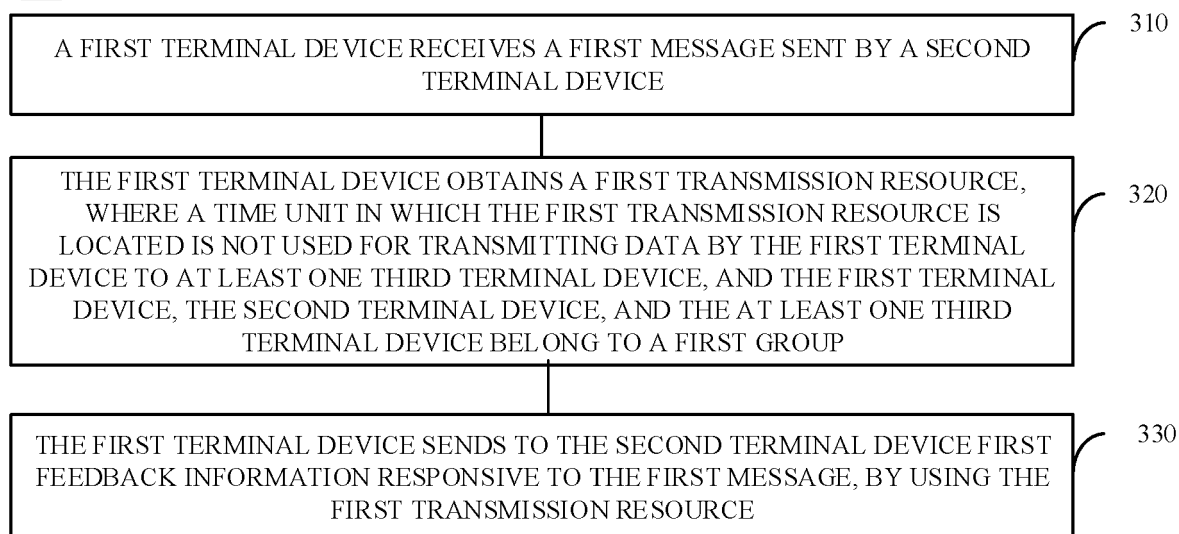 A FIRST TERMINAL DEVICE RECEIVES A FIRST MESSAGE SENT BY A SECOND
TERMINAL DEVICE
310
THE FIRST TERMINAL DEVICE OBTAINS A FIRST TRANSMISSION RESOURCE,
WHERE A TIME UNIT IN WHICH THE FIRST TRANSMISSION RESOURCE IS
LOCATED IS NOT USED FOR TRANSMITTING DATA BY THE FIRST TERMINAL
DEVICE TO AT LEAST ONE THIRD TERMINAL DEVICE, AND THE FIRST TERMINAL
DEVICE, THE SECOND TERMINAL DEVICE, AND THE AT LEAST ONE THIRD
TERMINAL DEVICE BELONG TO A FIRST GROUP
320
THE FIRST TERMINAL DEVICE SENDS TO THE SECOND TERMINAL DEVICE FIRST
FEEDBACK INFORMATION RESPONSIVE TO THE FIRST MESSAGE, BY USING THE
FIRST TRANSMISSION RESOURCE
330